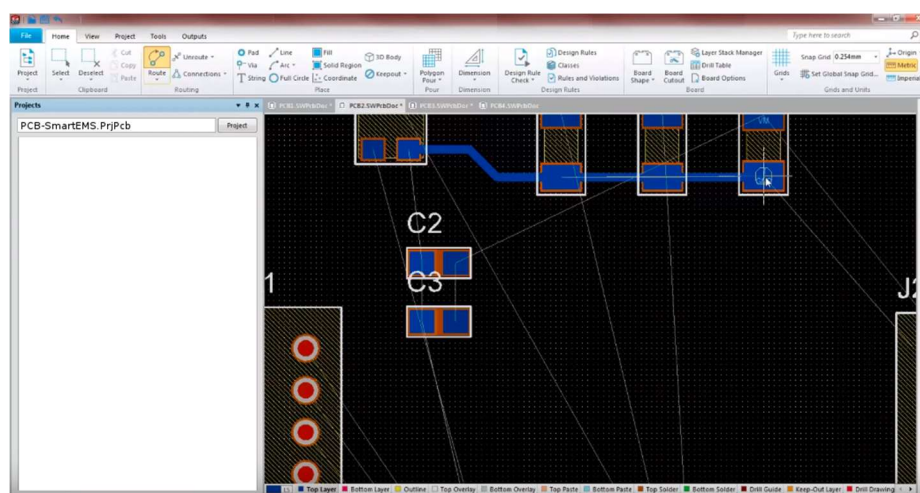 File Home View Project Tools Outputs Type here to search
Cut Unroute Pad Line Fill 3D Body Design Rules Layer Stack Manager Snap Grid 0.254mm Origin
Copy Connections Via Arc Solid Region Classes Drill Table Set Global Snap Grid... Metric
Paste String Full Circle Coordinate Keepout Rules and Violations Board Options Imperial
Project Select Deselect Route Polygon Pour Dimension Design Rule Check Board Shape Board Cutout Grids
Project Clipboard Routing Place Pour Dimension Design Rules Board Grids and Units
Projects
PCB1.SWPcbDoc * PCB2.SWPcbDoc * PCB3.SWPcbDoc * PCB4.SWPcbDoc
PCB-SmartEMS.PrjPcb Project
C2
C3
1
LS Top Layer Bottom Layer Outline Top Overlay Bottom Overlay Top Paste Bottom Paste Top Solder Bottom Solder Drill Guide Keep-Out Layer Drill Drawing